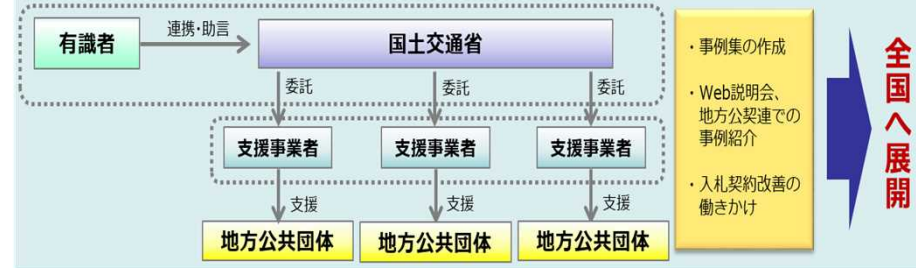 有識者
連携・助言
国土交通省
委託
委託
委託
支援事業者
支援事業者
支援事業者
支援
支援
支援
地方公共団体
地方公共団体
地方公共団体
・事例集の作成
・Web説明会、
地方公契連での
事例紹介
・入札契約改善の
働きかけ
全国へ展開